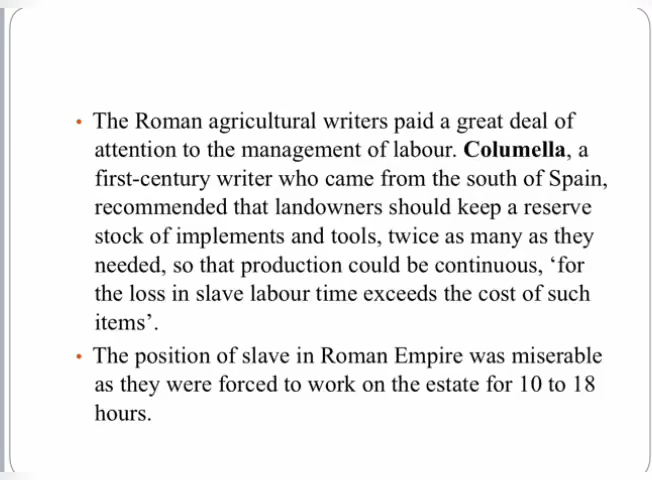 • The Roman agricultural writers paid a great deal of
attention to the management of labour. Columella, a
first-century writer who came from the south of Spain,
recommended that landowners should keep a reserve
stock of implements and tools, twice as many as they
needed, so that production could be continuous, ‘for
the loss in slave labour time exceeds the cost of such
items’.
• The position of slave in Roman Empire was miserable
as they were forced to work on the estate for 10 to 18
hours.